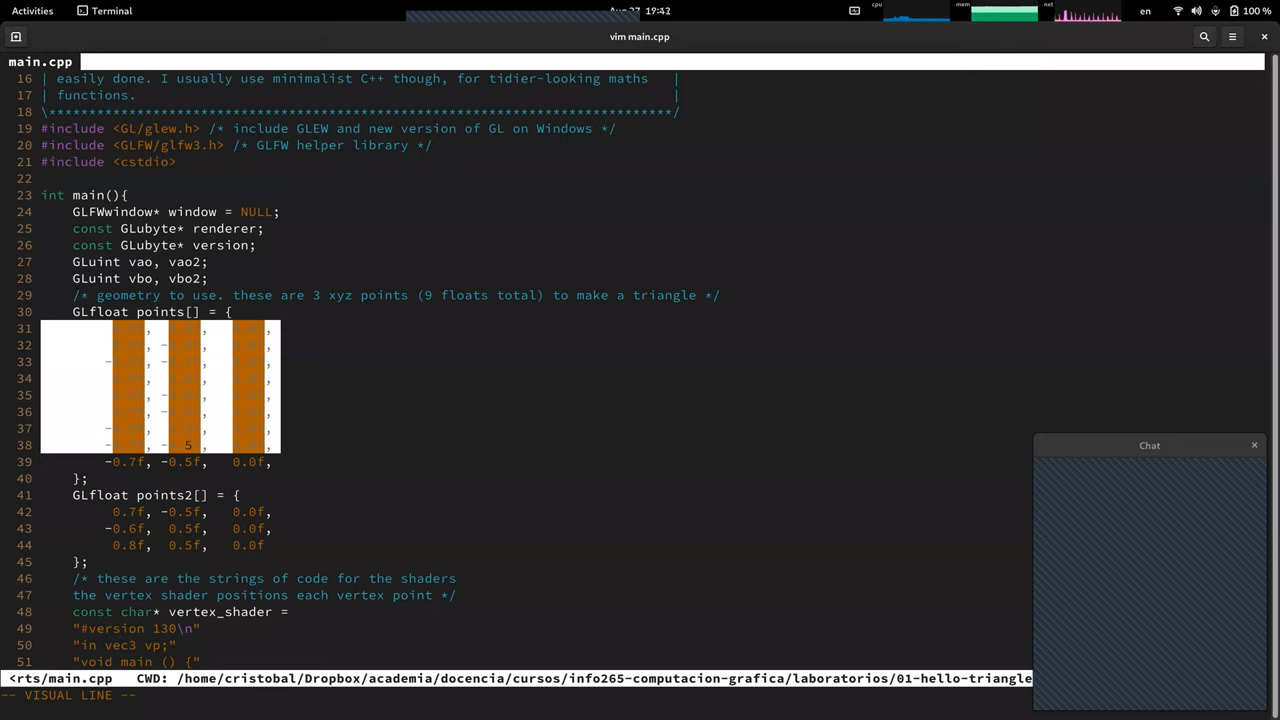 Activities Terminal Aug 27 19:42 cpu mem net en 100 %
vim main.cpp
main.cpp
16 | easily done. I usually use minimalist C++ though, for tidier-looking maths |
17 | functions. |
18 \******************************************************************************/
19 #include <GL/glew.h> /* include GLEW and new version of GL on Windows */
20 #include <GLFW/glfw3.h> /* GLFW helper library */
21 #include <cstdio>
22
23 int main(){
24 GLFWwindow* window = NULL;
25 const GLubyte* renderer;
26 const GLubyte* version;
27 GLuint vao, vao2;
28 GLuint vbo, vbo2;
29 /* geometry to use. these are 3 xyz points (9 floats total) to make a triangle */
30 GLfloat points[] = {
31
32
33
34
35
36
37
38
39 -0.7f, -0.5f, 0.0f,
40 };
41 GLfloat points2[] = {
42 0.7f, -0.5f, 0.0f,
43 -0.6f, 0.5f, 0.0f,
44 0.8f, 0.5f, 0.0f
45 };
46 /* these are the strings of code for the shaders
47 the vertex shader positions each vertex point */
48 const char* vertex_shader =
49 "#version 130\n"
50 "in vec3 vp;"
51 "void main () {"
<rts/main.cpp CWD: /home/cristobal/Dropbox/academia/docencia/cursos/info265-computacion-grafica/laboratorios/01-hello-triangle
-- VISUAL LINE --
Chat